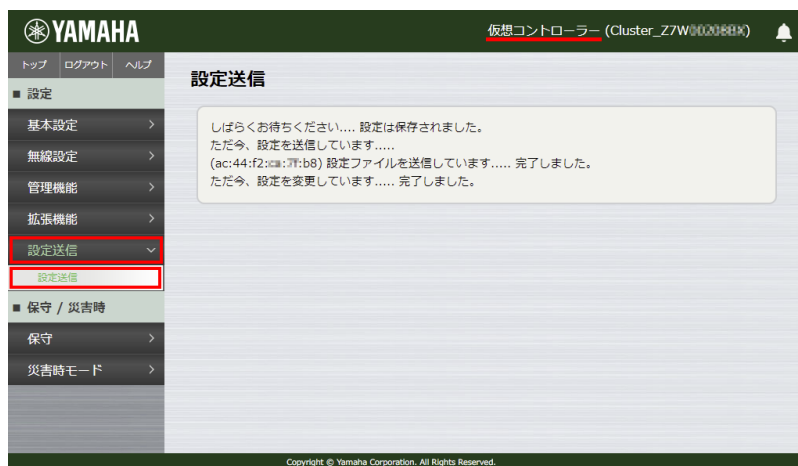 YAMAHA
仮想コントローラー (Cluster_Z7W
トップ ログアウト ヘルプ
■ 設定
基本設定
無線設定
管理機能
拡張機能
設定送信
設定送信
■ 保守 / 災害時
保守
災害時モード
設定送信
しばらくお待ちください.... 設定は保存されました。
ただ今、設定を送信しています.....
(ac:44:f2: :b8) 設定ファイルを送信しています..... 完了しました。
ただ今、設定を変更しています..... 完了しました。
Copyright © Yamaha Corporation. All Rights Reserved.